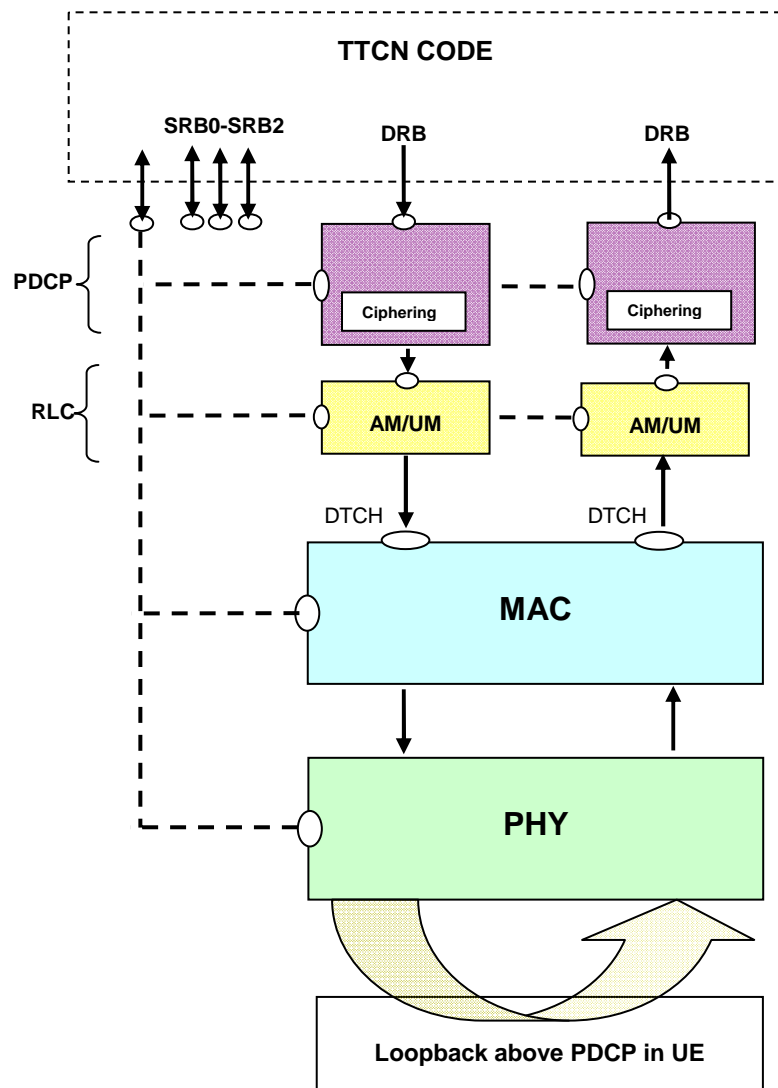 TTCN CODE
SRB0-SRB2
DRB
DRB
PDCP
Ciphering
Ciphering
RLC
AM/UM
AM/UM
DTCH
DTCH
MAC
PHY
Loopback above PDCP in UE